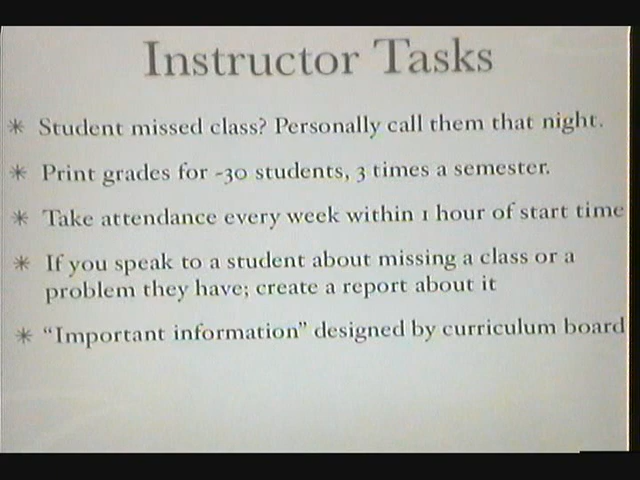 Instructor Tasks
✳ Student missed class? Personally call them that night.
✳ Print grades for ~30 students, 3 times a semester.
✳ Take attendance every week within 1 hour of start time
✳ If you speak to a student about missing a class or a
problem they have; create a report about it
✳ “Important information” designed by curriculum board